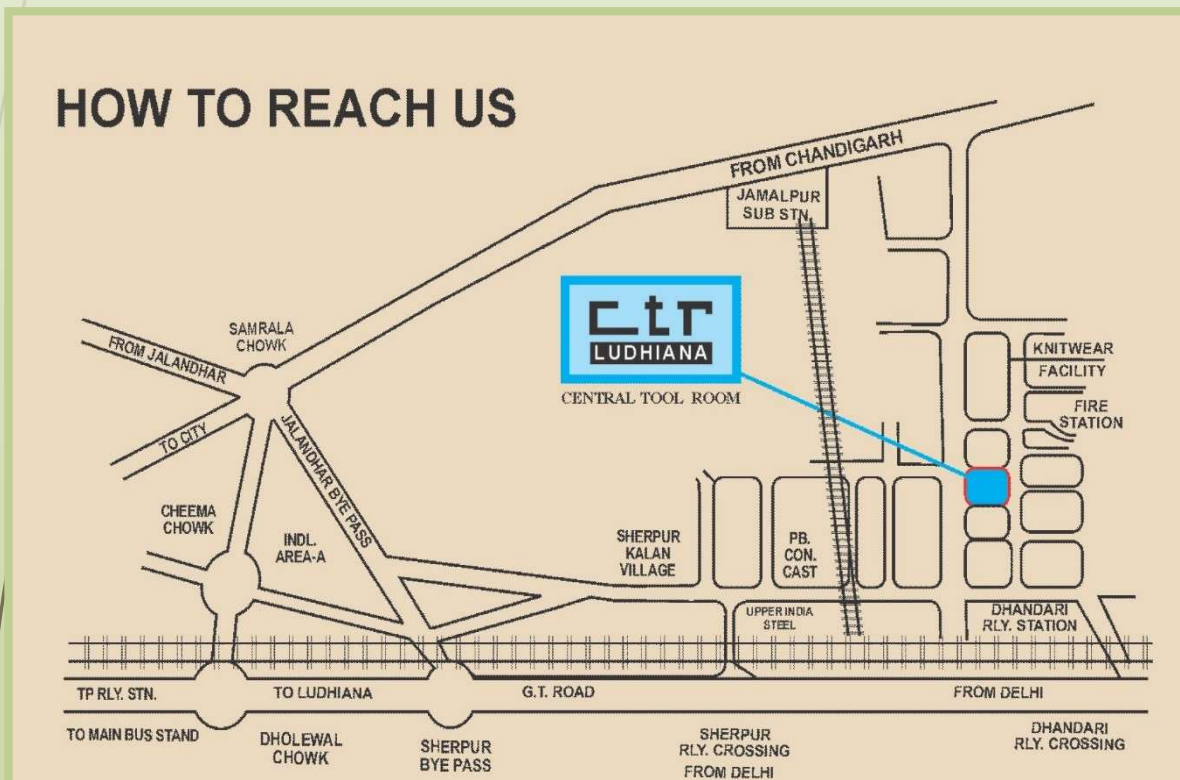 HOW TO REACH US
FROM CHANDIGARH
JAMALPUR
SUB STN.
SAMRALA
CHOWK
FROM JALANDHAR
TO CITY
JALANDHAR BYE PASS
ctr
LUDHIANA
CENTRAL TOOL ROOM
KNITWEAR
FACILITY
FIRE
STATION
CHEEMA
CHOWK
INDL.
AREA-A
SHERPUR
KALAN
VILLAGE
PB.
CON.
CAST
UPPER INDIA
STEEL
DHANDARI
RLY. STATION
TP RLY. STN.
TO LUDHIANA
G.T. ROAD
FROM DELHI
TO MAIN BUS STAND
DHOLEWAL
CHOWK
SHERPUR
BYE PASS
SHERPUR
RLY. CROSSING
FROM DELHI
DHANDARI
RLY. CROSSING